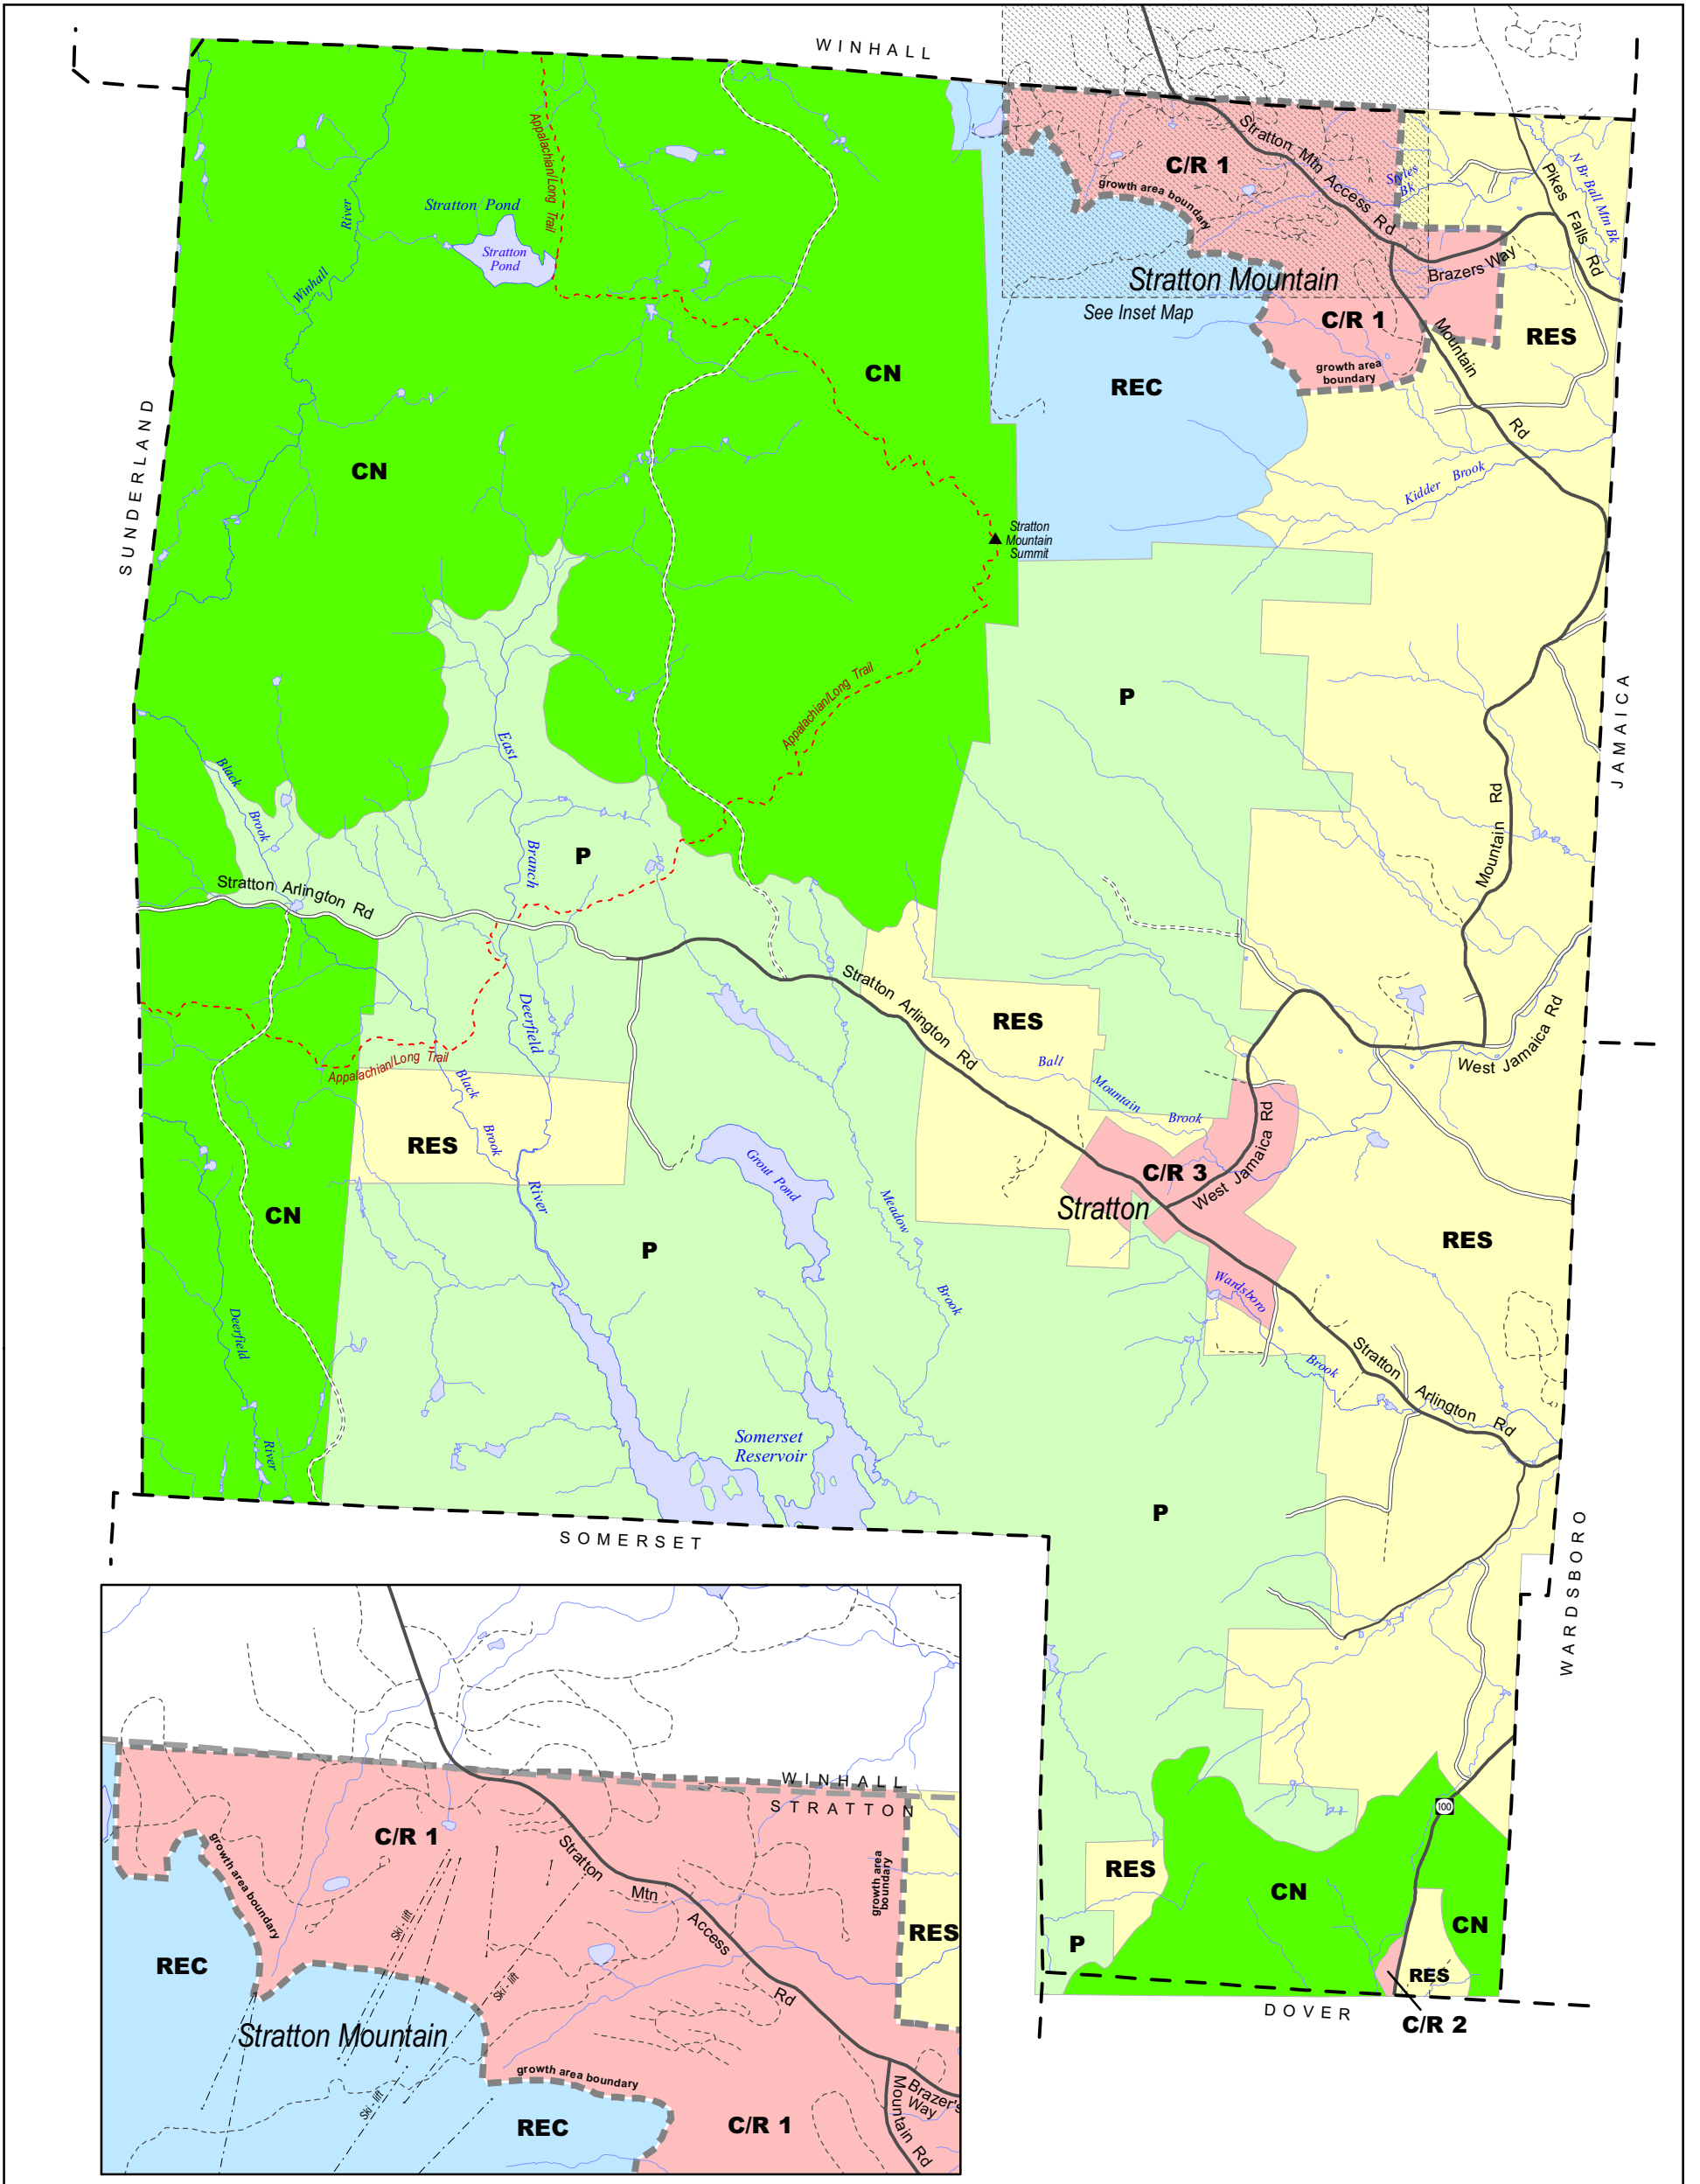 WINHALL
Stratton Mtn Access Rd
C/R 1
growth area boundary
Styles
Bk
N Br Ball Mtn Bk
Pikes Falls Rd
Brazers Way
Appalachian/Long Trail
Stratton Pond
Stratton
Pond
River
Winhall
Stratton Mountain
See Inset Map
C/R 1
growth area
boundary
Mountain
Rd
RES
CN
REC
SUNDERLAND
CN
Kidder Brook
Stratton
Mountain
Summit
P
JAMAICA
Appalachian/Long Trail
East
Branch
Black
Brook
P
Mountain Rd
Stratton Arlington Rd
Stratton Arlington Rd
RES
Deerfield
Appalachian/Long Trail
Ball
Mountain
Brook
West Jamaica Rd
Black
Brook
RES
River
C/R 3
West Jamaica Rd
Stratton
Grout Pond
Meadow
Brook
CN
P
RES
Wardsboro
Brook
Deerfield
River
Stratton
Arlington
Rd
Somerset
Reservoir
P
SOMERSET
WARDSBORO
100
RES
CN
CN
P
RES
DOVER
C/R 2
WINHALL
STRATTON
C/R 1
growth area boundary
Stratton
Mtn
Access
Rd
growth area
boundary
RES
Ski - lift
REC
Ski - lift
Stratton Mountain
growth area boundary
Ski - lift
REC
C/R 1
Brazer's
Way
Mountain Rd